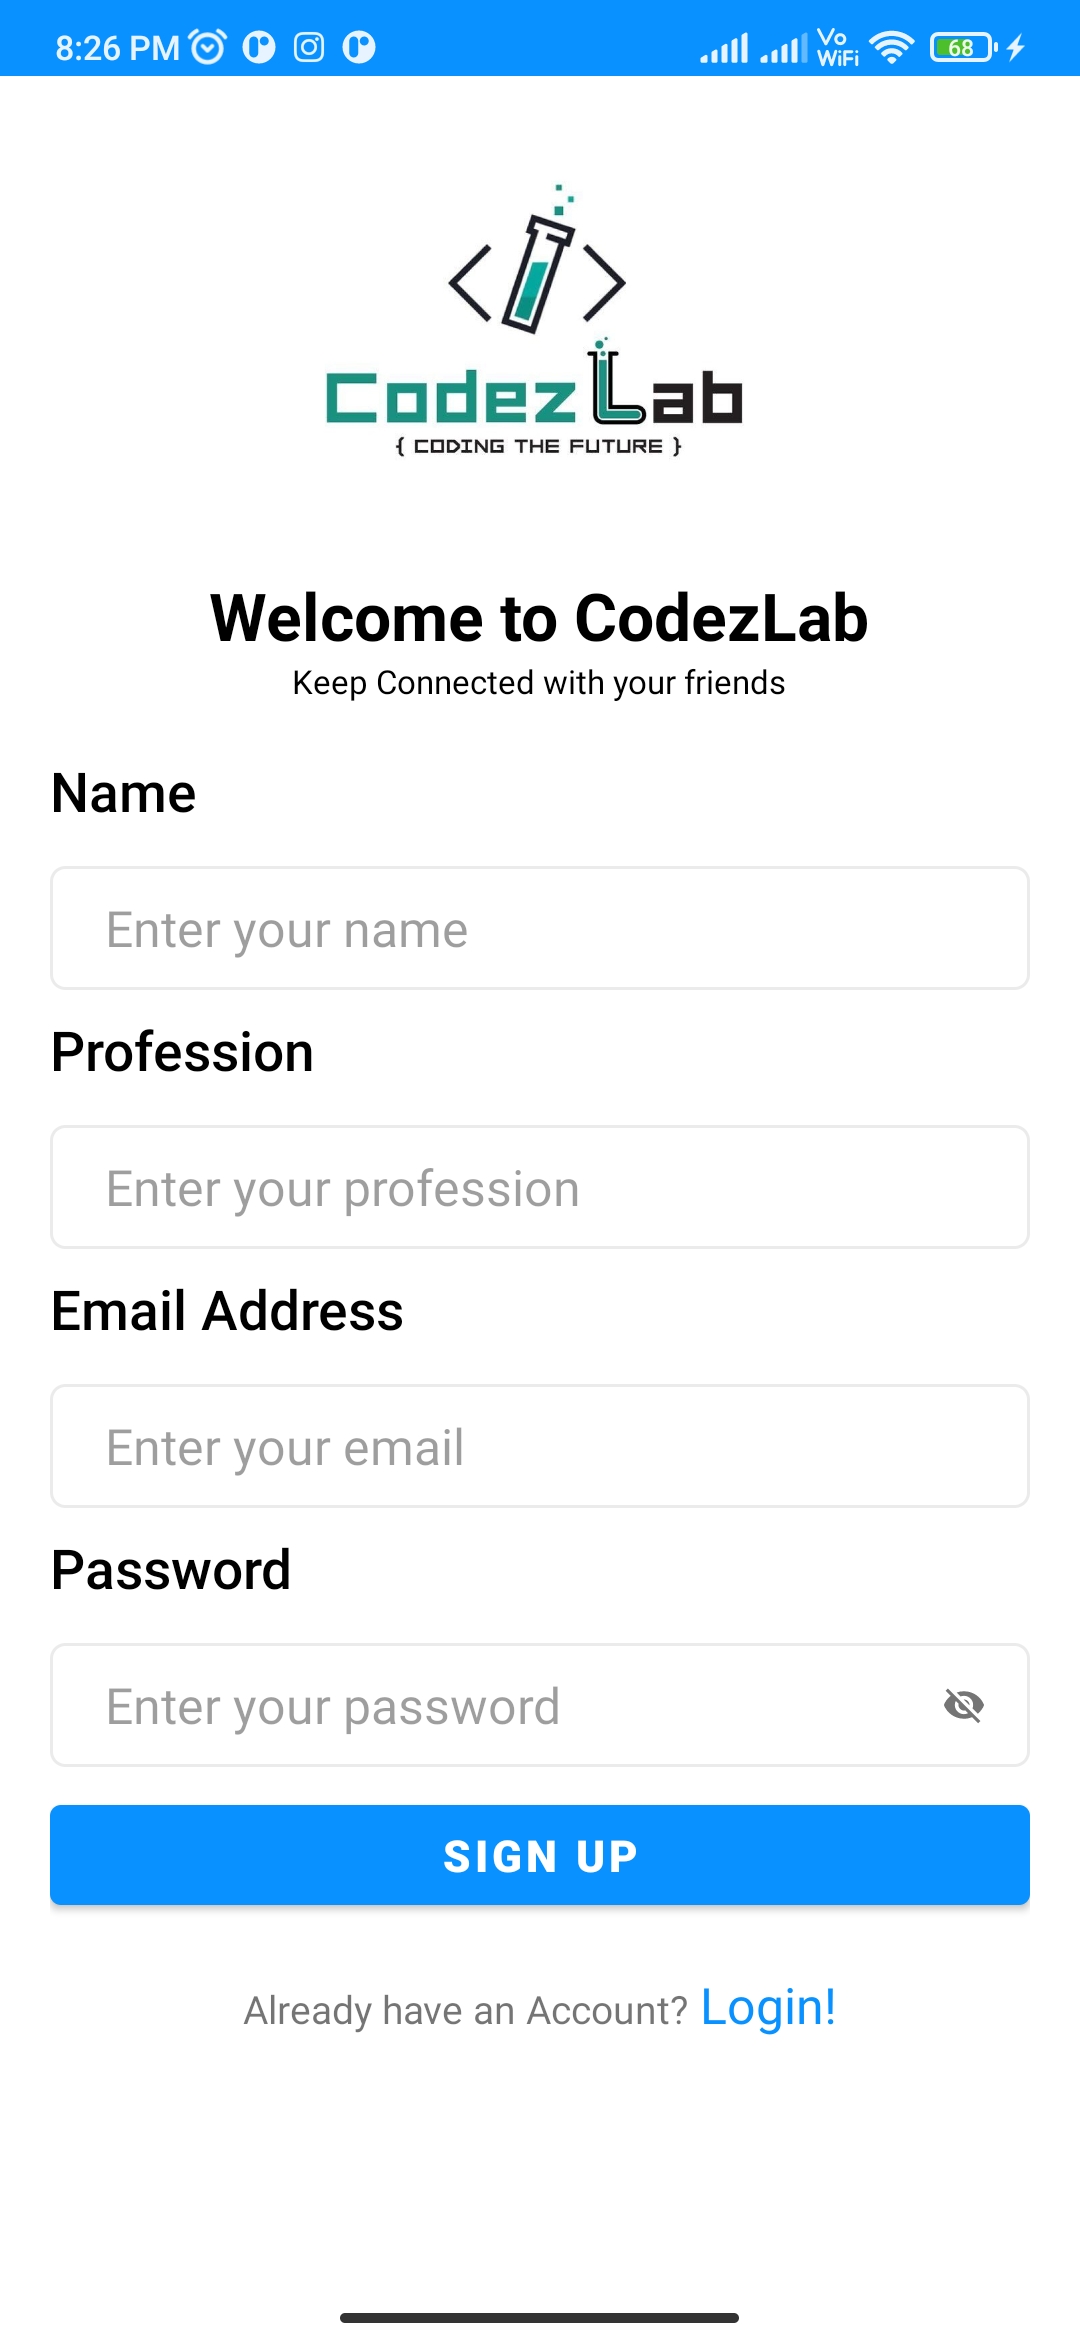 8:26 PM
Vo
WiFi
68
Codez Lab
{ CODING THE FUTURE }
Welcome to CodezLab
Keep Connected with your friends
Name
Enter your name
Profession
Enter your profession
Email Address
Enter your email
Password
Enter your password
SIGN UP
Already have an Account? Login!